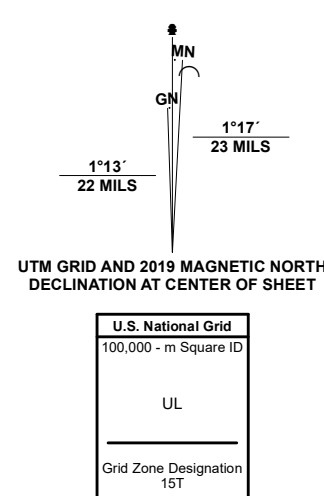 MN
GN
1°17´
23 MILS
1°13´
22 MILS
UTM GRID AND 2019 MAGNETIC NORTH
DECLINATION AT CENTER OF SHEET
U.S. National Grid
100,000 - m Square ID
UL
Grid Zone Designation
15T